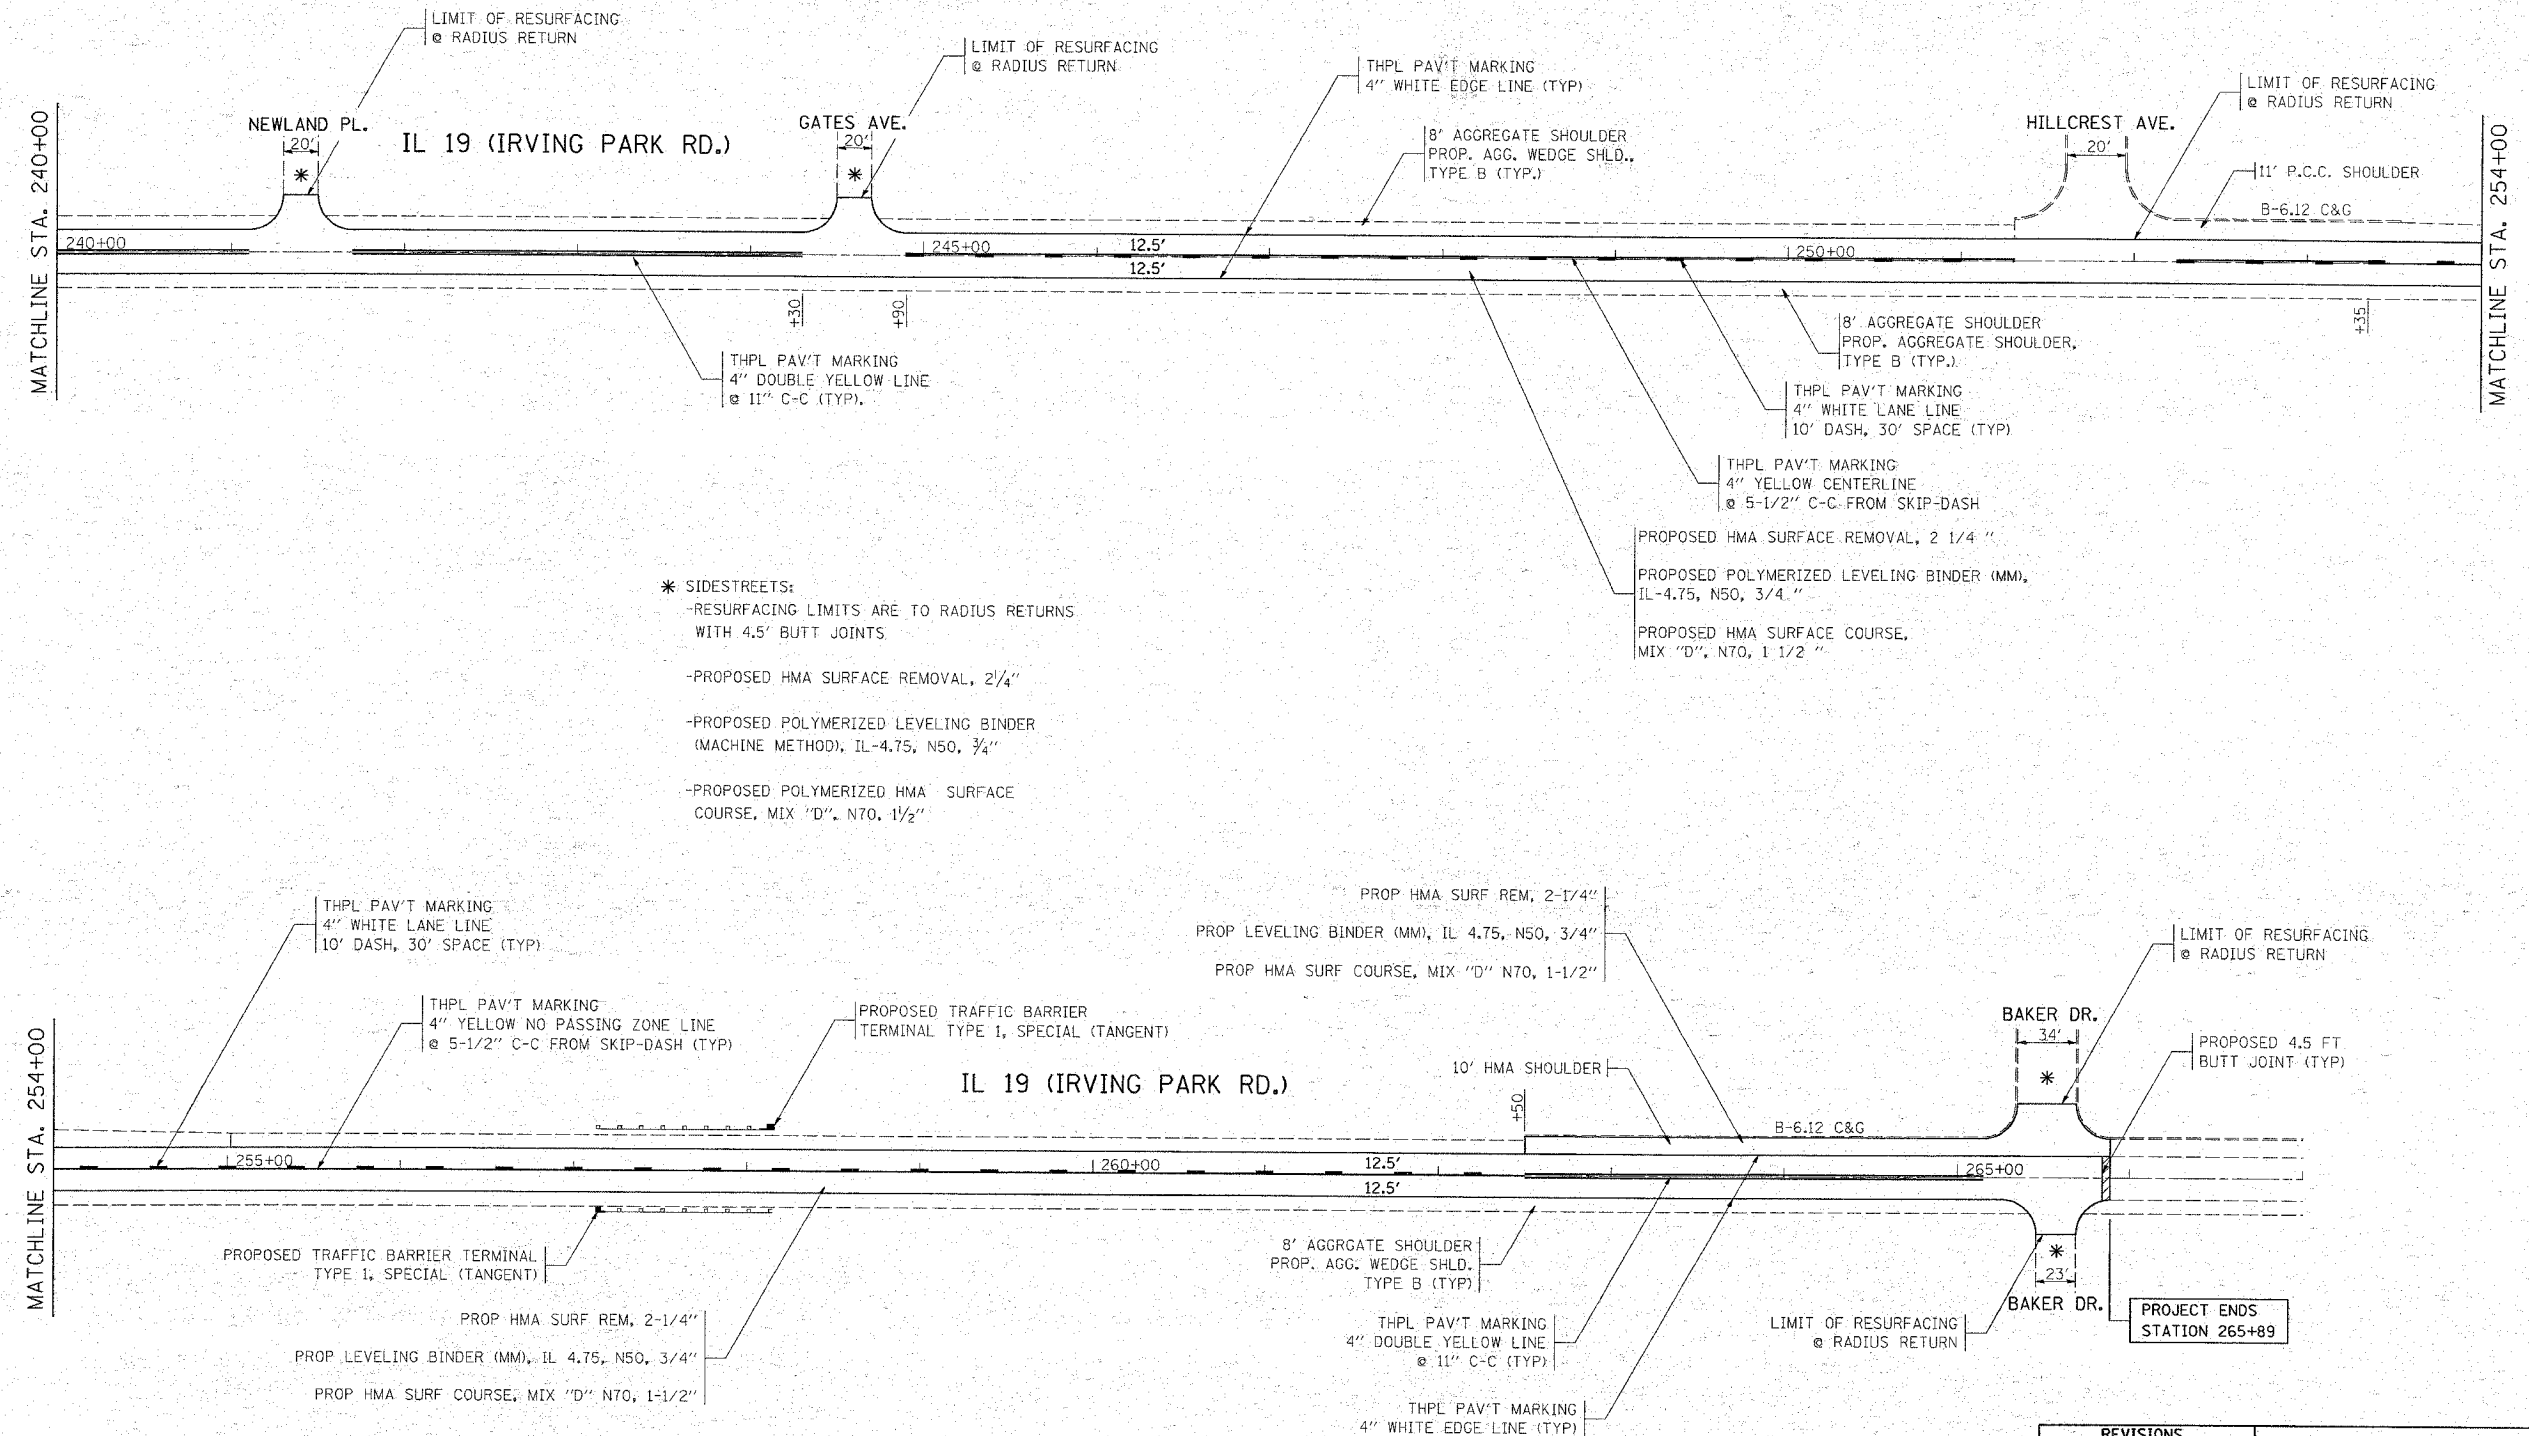 LIMIT OF RESURFACING
@ RADIUS RETURN
LIMIT OF RESURFACING
@ RADIUS RETURN
THPL PAV'T MARKING
4" WHITE EDGE LINE (TYP)
LIMIT OF RESURFACING
@ RADIUS RETURN
MATCHLINE STA. 240+00
NEWLAND PL.
20'
*
IL 19 (IRVING PARK RD.)
GATES AVE.
20'
*
8' AGGREGATE SHOULDER
PROP. AGG. WEDGE SHLD.,
TYPE B (TYP.)
HILLCREST AVE.
20'
11' P.C.C. SHOULDER
B-6.12 C&G
MATCHLINE STA. 254+00
240+00
245+00
12.5'
12.5'
250+00
+30
+90
+35
THPL PAV'T MARKING
4" DOUBLE YELLOW LINE
@ 11" C-C (TYP).
8' AGGREGATE SHOULDER
PROP. AGGREGATE SHOULDER,
TYPE B (TYP.)
THPL PAV'T MARKING
4" WHITE LANE LINE
10' DASH, 30' SPACE (TYP)
THPL PAV'T MARKING
4" YELLOW CENTERLINE
@ 5-1/2" C-C FROM SKIP-DASH
PROPOSED HMA SURFACE REMOVAL, 2 1/4 "
PROPOSED POLYMERIZED LEVELING BINDER (MM),
IL-4.75, N50, 3/4 "
PROPOSED HMA SURFACE COURSE,
MIX "D", N70, 1 1/2 "
* SIDESTREETS:
-RESURFACING LIMITS ARE TO RADIUS RETURNS
WITH 4.5' BUTT JOINTS
-PROPOSED HMA SURFACE REMOVAL, 2 1/4"
-PROPOSED POLYMERIZED LEVELING BINDER
(MACHINE METHOD), IL-4.75, N50, 3/4"
-PROPOSED POLYMERIZED HMA SURFACE
COURSE, MIX "D", N70, 1 1/2"
THPL PAV'T MARKING
4" WHITE LANE LINE
10' DASH, 30' SPACE (TYP)
THPL PAV'T MARKING
4" YELLOW NO PASSING ZONE LINE
@ 5-1/2" C-C FROM SKIP-DASH (TYP)
PROPOSED TRAFFIC BARRIER
TERMINAL TYPE 1, SPECIAL (TANGENT)
PROP HMA SURF REM, 2-1/4"
PROP LEVELING BINDER (MM), IL 4.75, N50, 3/4"
PROP HMA SURF COURSE, MIX "D" N70, 1-1/2"
LIMIT OF RESURFACING
@ RADIUS RETURN
BAKER DR.
34'
*
PROPOSED 4.5 FT
BUTT JOINT (TYP)
MATCHLINE STA. 254+00
IL 19 (IRVING PARK RD.)
10' HMA SHOULDER
+50
B-6.12 C&G
255+00
260+00
12.5'
12.5'
265+00
PROPOSED TRAFFIC BARRIER TERMINAL
TYPE 1, SPECIAL (TANGENT)
PROP HMA SURF REM, 2-1/4"
PROP LEVELING BINDER (MM), IL 4.75, N50, 3/4"
PROP HMA SURF COURSE, MIX "D" N70, 1-1/2"
8' AGGRGATE SHOULDER
PROP. AGG. WEDGE SHLD.
TYPE B (TYP)
THPL PAV'T MARKING
4" DOUBLE YELLOW LINE
@ 11" C-C (TYP)
THPL PAV'T MARKING
4" WHITE EDGE LINE (TYP)
LIMIT OF RESURFACING
@ RADIUS RETURN
*
23'
BAKER DR.
PROJECT ENDS
STATION 265+89
REVISIONS